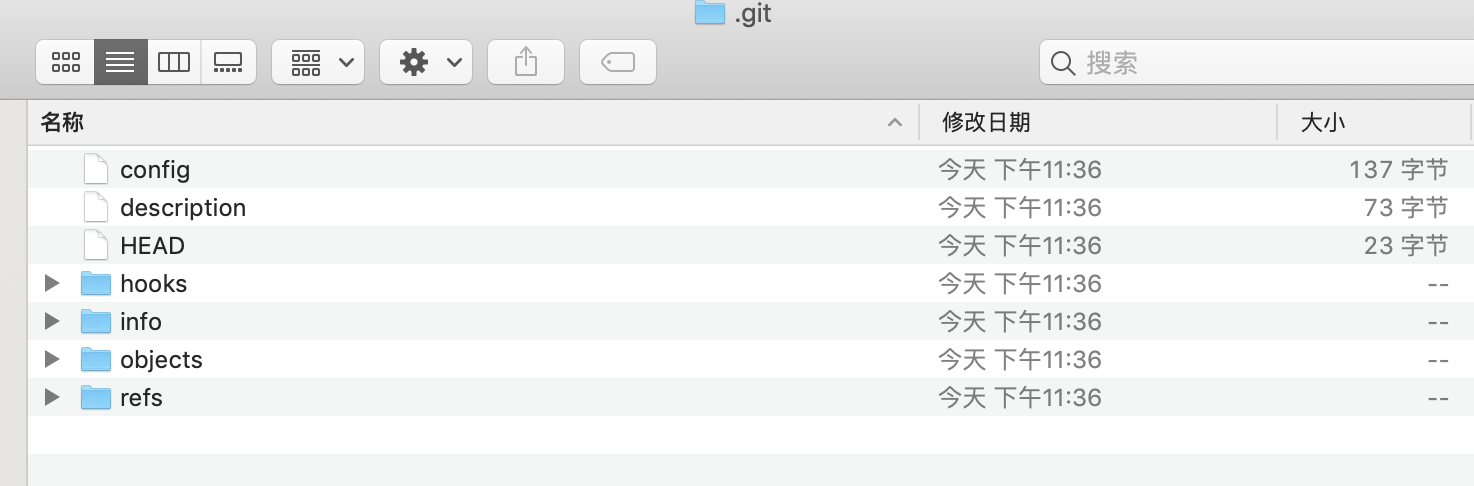 .git
搜索
名称 修改日期 大小
config 今天 下午11:36 137 字节
description 今天 下午11:36 73 字节
HEAD 今天 下午11:36 23 字节
hooks 今天 下午11:36 --
info 今天 下午11:36 --
objects 今天 下午11:36 --
refs 今天 下午11:36 --